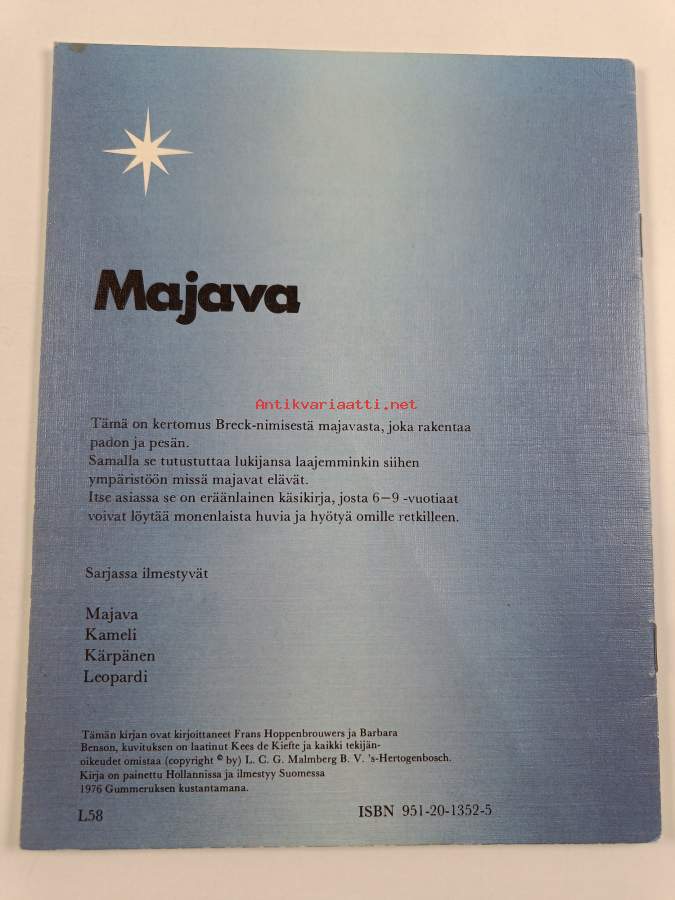 Majava
Antikvariaatti.net
Tämä on kertomus Breck-nimisestä majavasta, joka rakentaa
padon ja pesän.
Samalla se tutustuttaa lukijansa laajemminkin siihen
ympäristöön missä majavat elävät.
Itse asiassa se on eräänlainen käsikirja, josta 6–9 -vuotiaat
voivat löytää monenlaista huvia ja hyötyä omille retkilleen.
Sarjassa ilmestyvät
Majava
Kameli
Kärpänen
Leopardi
Tämän kirjan ovat kirjoittaneet Frans Hoppenbrouwers ja Barbara
Benson, kuvituksen on laatinut Kees de Kiefte ja kaikki tekijän-
oikeudet omistaa (copyright © by) L. C. G. Malmberg B. V. 's-Hertogenbosch.
Kirja on painettu Hollannissa ja ilmestyy Suomessa
1976 Gummeruksen kustantamana.
L58
ISBN 951-20-1352-5